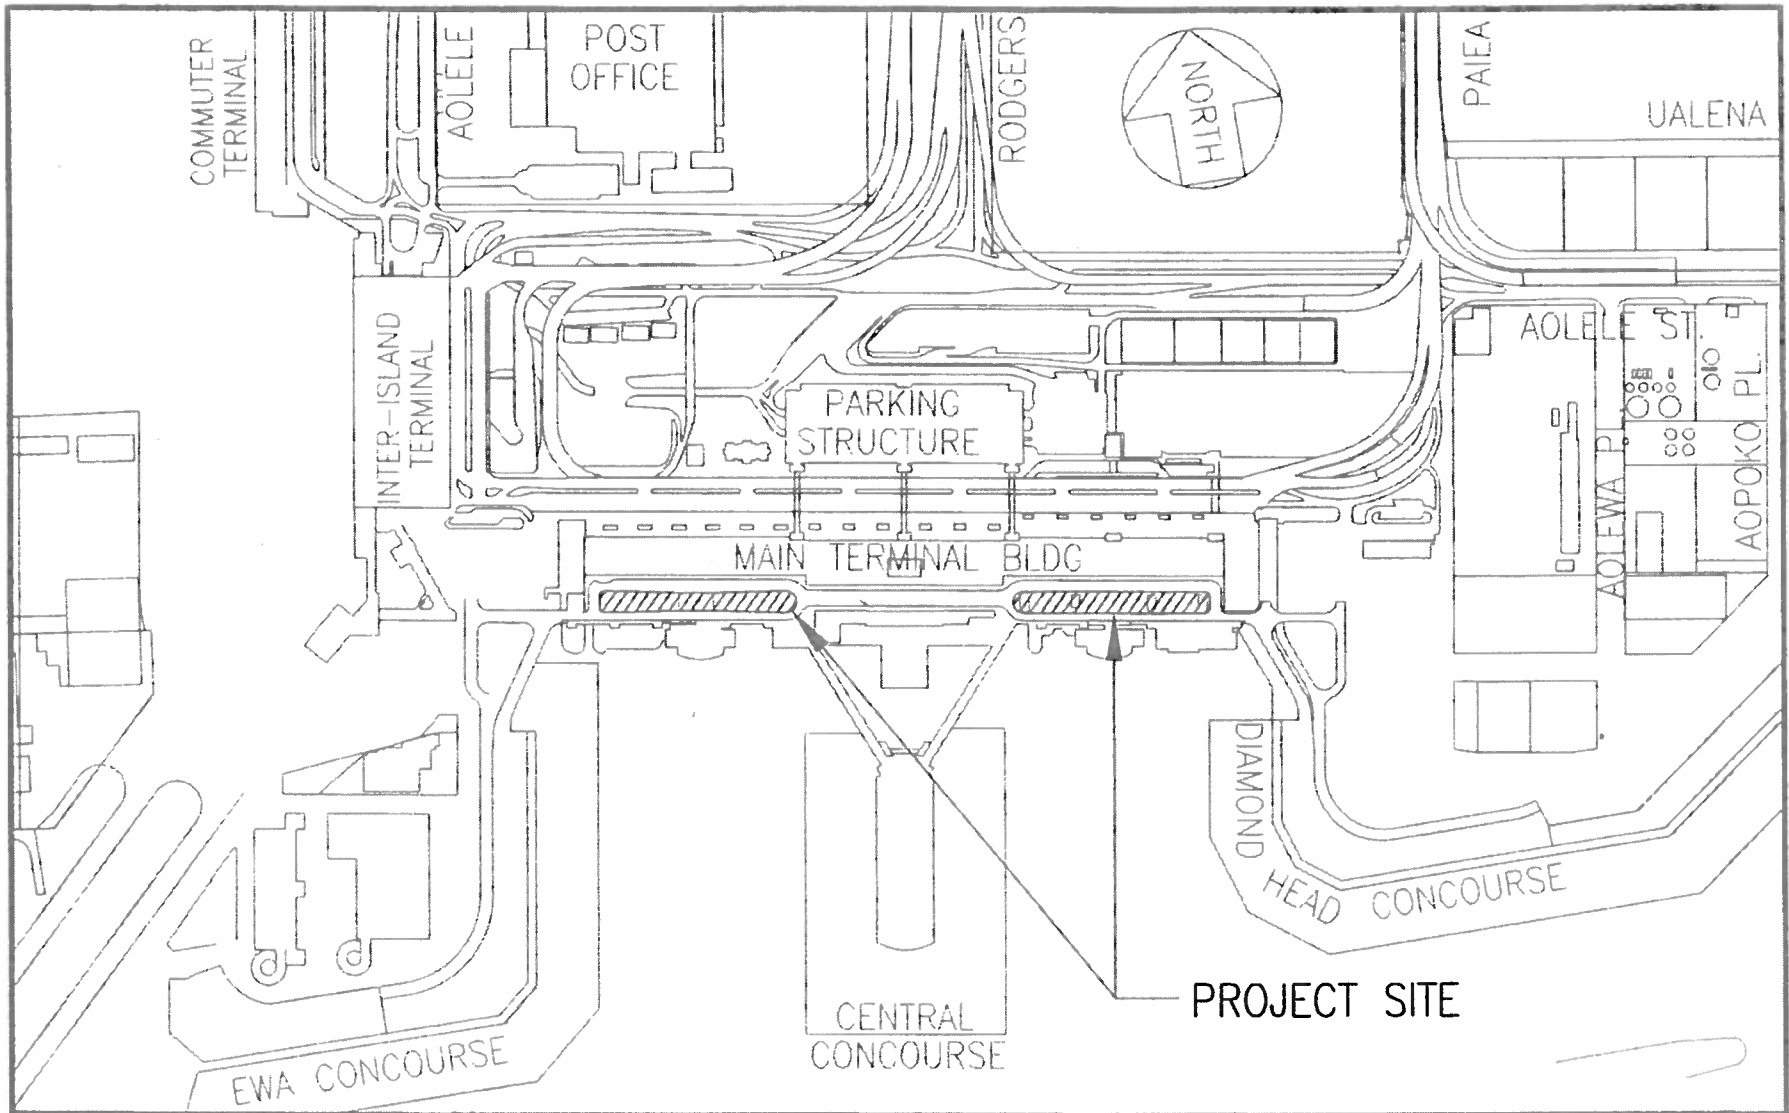 COMMUTER
TERMINAL
AOLELE
POST
OFFICE
RODGERS
NORTH
PAIEA
UALENA
INTER-ISLAND
TERMINAL
PARKING
STRUCTURE
AOLELE ST.
AOLEWA P
AOPOKO PL.
MAIN TERMINAL BLDG
DIAMOND
HEAD CONCOURSE
PROJECT SITE
CENTRAL
CONCOURSE
EWA CONCOURSE